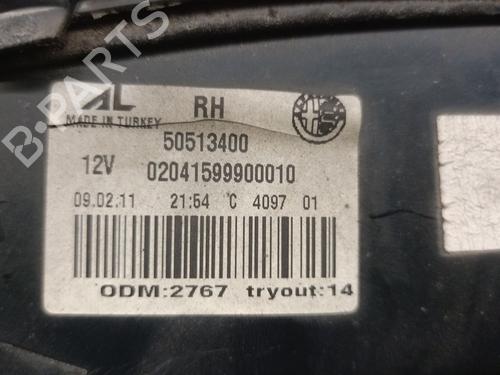 AL RH
MADE IN TURKEY
50513400
12V 02041599900010
09.02.11 21:54 °C 4097 01
ODM:2767 tryout:14
B-PARTS